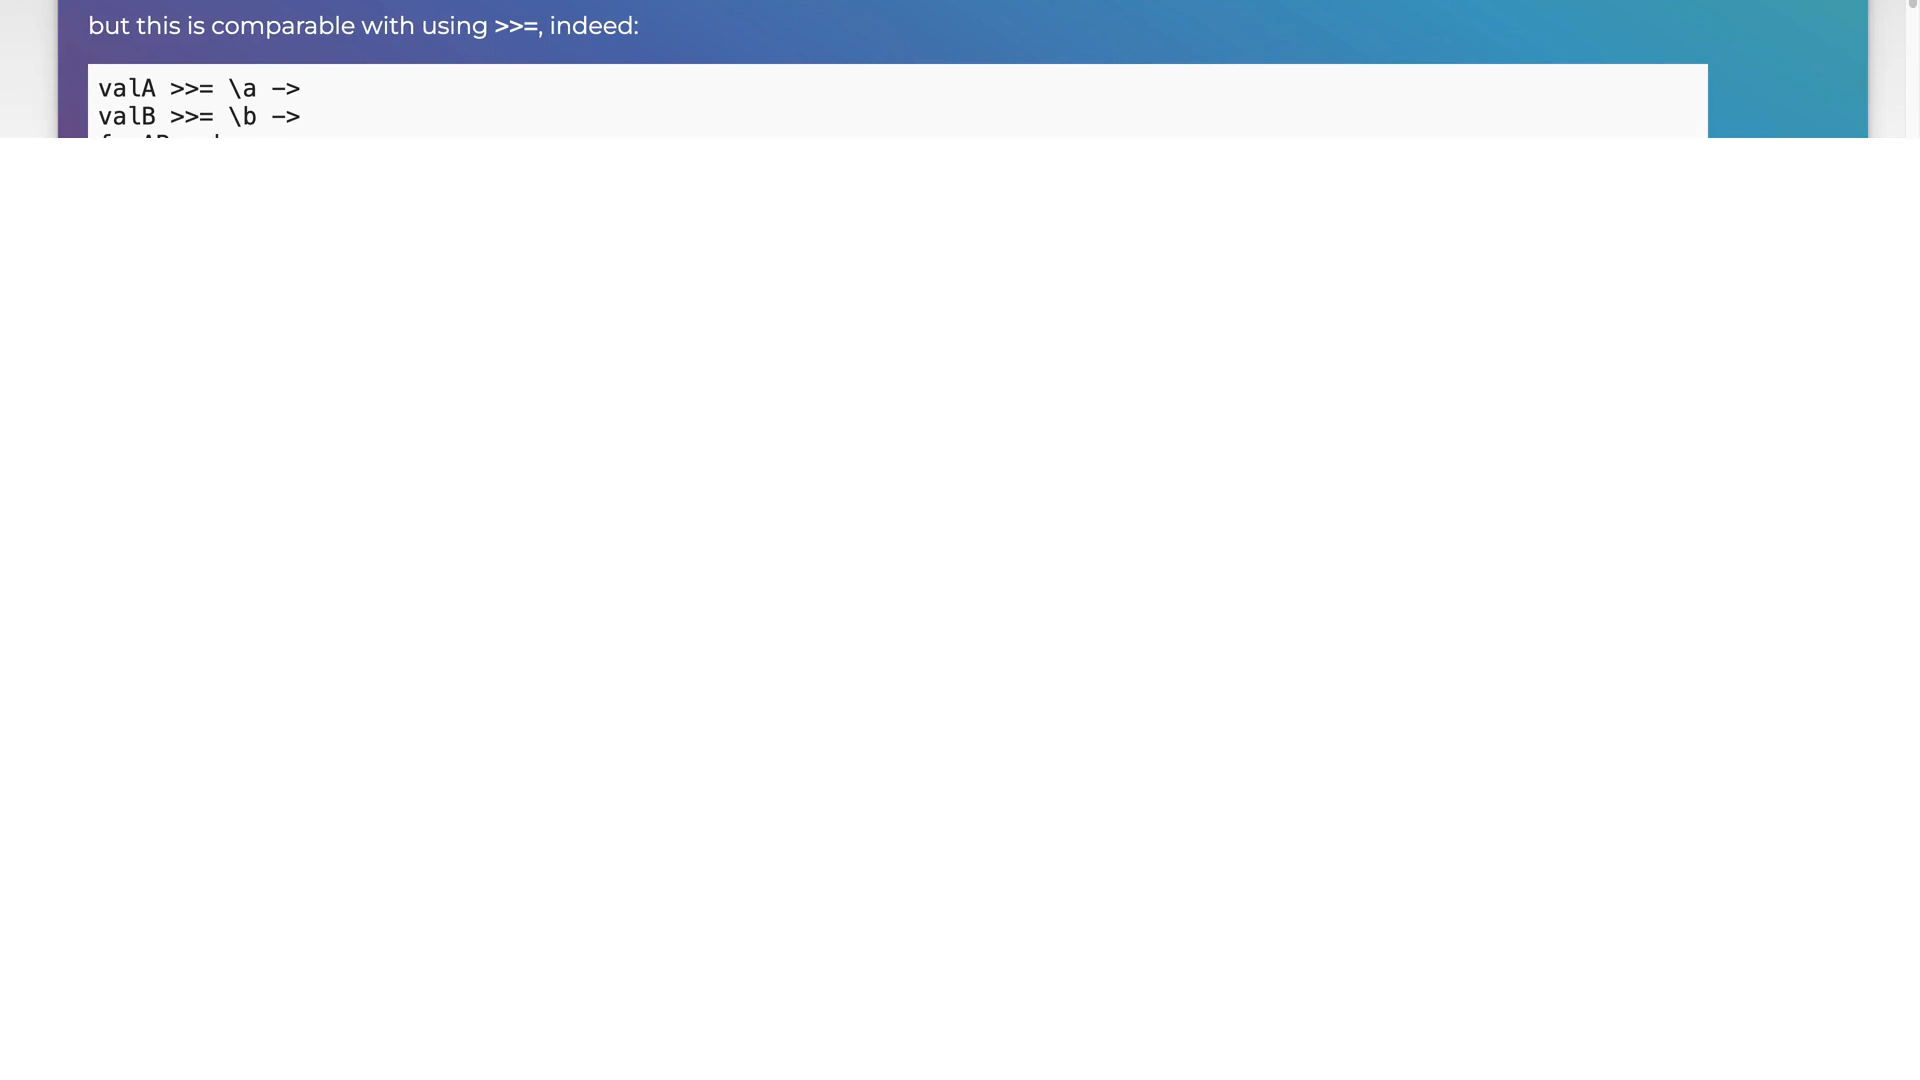 but this is comparable with using >>=, indeed:
valA >>= \a ->
valB >>= \b ->